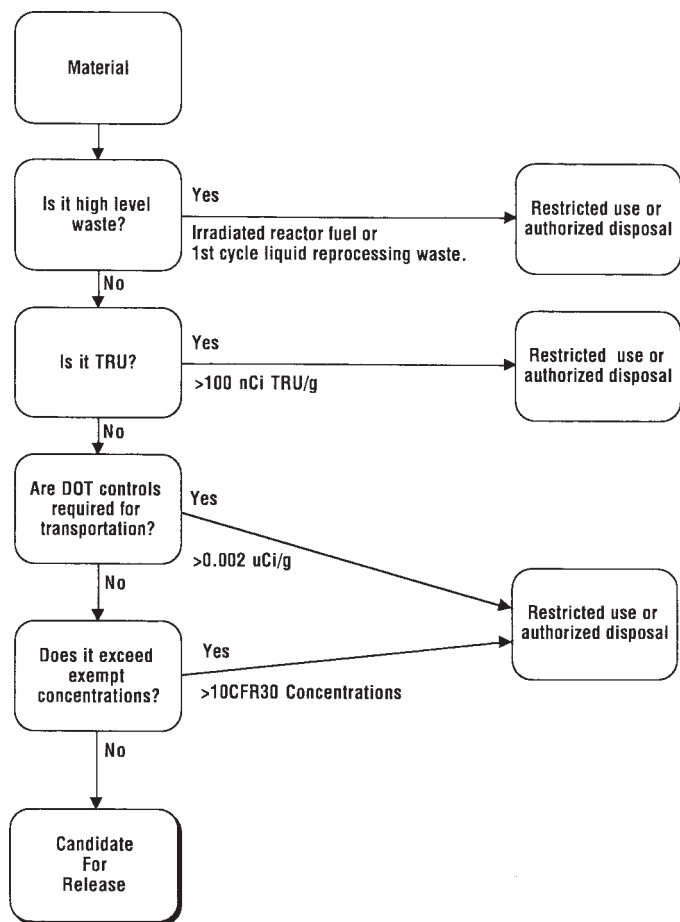 Material
Is it high level
waste?
Yes
Irradiated reactor fuel or
1st cycle liquid reprocessing waste.
Restricted use or
authorized disposal
No
Is it TRU?
Yes
>100 nCi TRU/g
Restricted use or
authorized disposal
No
Are DOT controls
required for
transportation?
Yes
>0.002 uCi/g
No
Restricted use or
authorized disposal
Does it exceed
exempt
concentrations?
Yes
>10CFR30 Concentrations
No
Candidate
For
Release